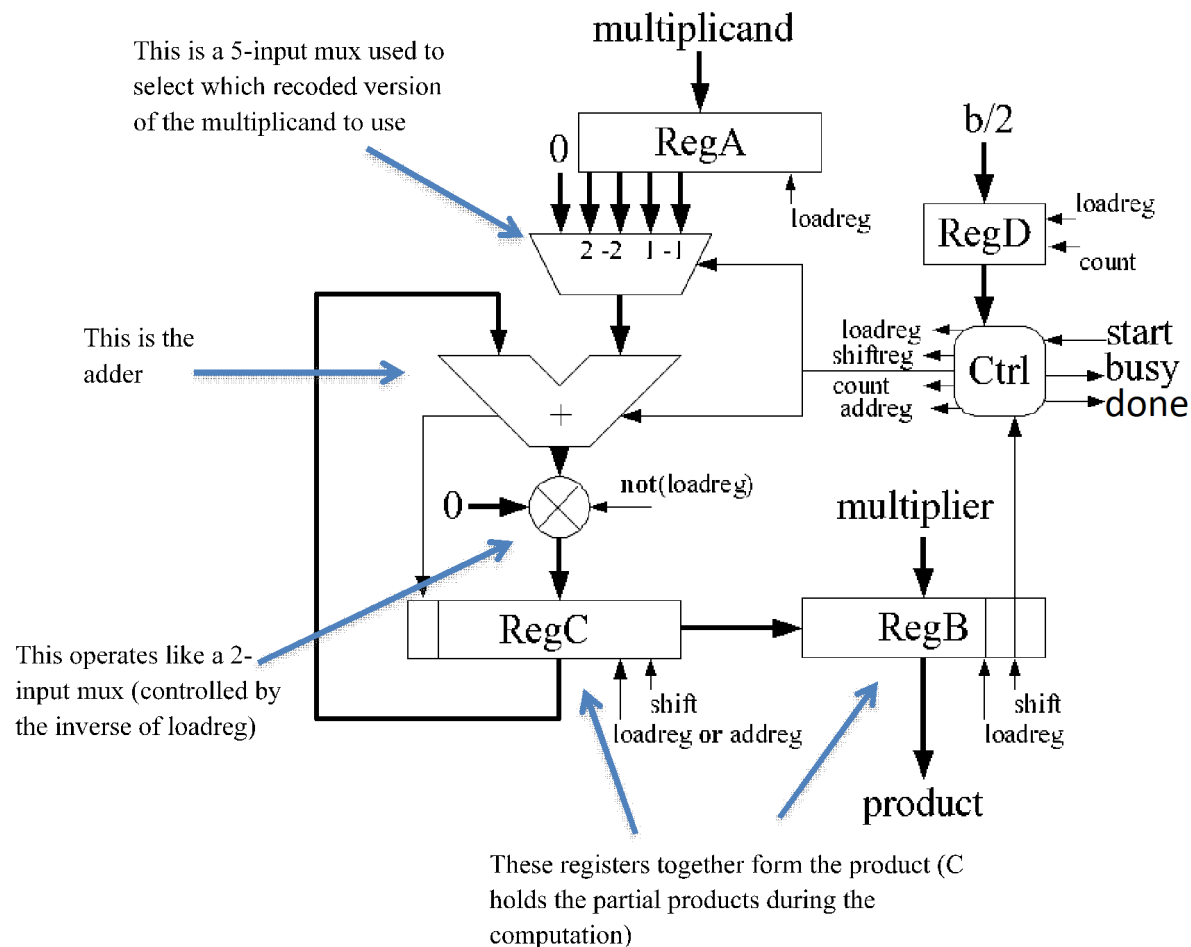 This is a 5-input mux used to
select which recoded version
of the multiplicand to use
multiplicand
RegA
0
loadreg
2 -2 1 -1
b/2
RegD
loadreg
count
This is the
adder
+
loadreg
shiftreg
count
addreg
Ctrl
start
busy
done
0
not(loadreg)
multiplier
RegC
RegB
This operates like a 2-
input mux (controlled by
the inverse of loadreg)
shift
loadreg or addreg
shift
loadreg
product
These registers together form the product (C
holds the partial products during the
computation)